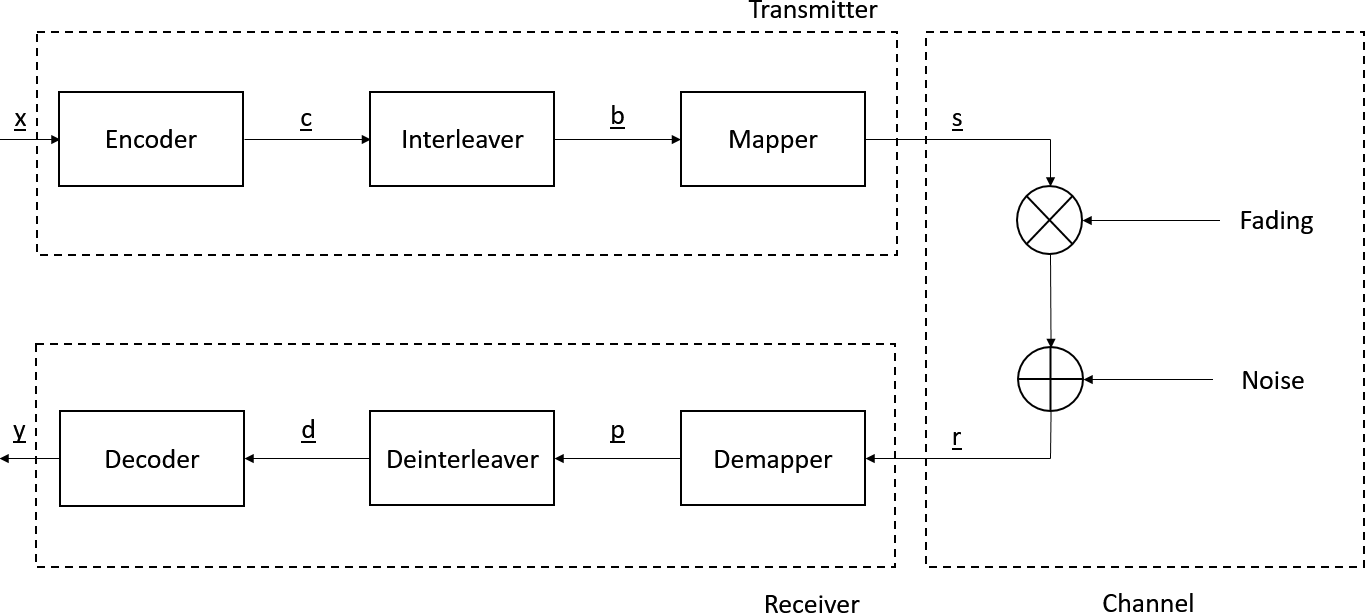 Transmitter
x
Encoder
c
Interleaver
b
Mapper
s
Fading
Noise
y
Decoder
d
Deinterleaver
p
Demapper
r
Receiver
Channel